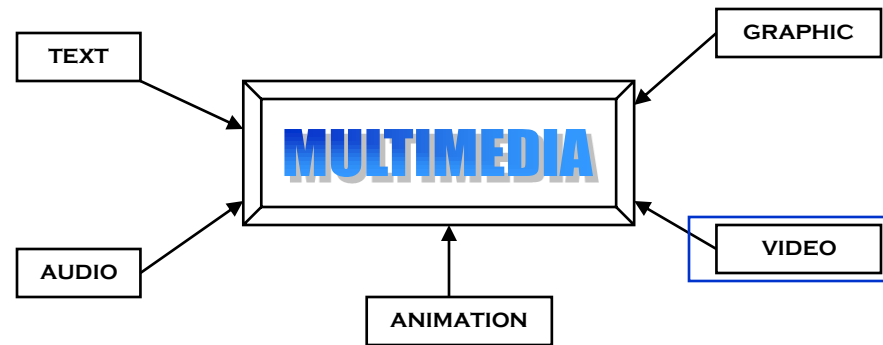 GRAPHIC
TEXT
MULTIMEDIA
VIDEO
AUDIO
ANIMATION